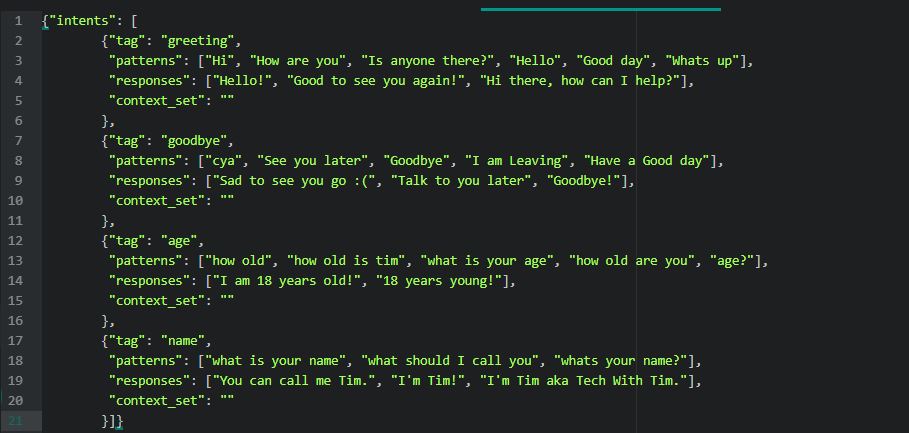 1 {"intents": [
2 {"tag": "greeting",
3 "patterns": ["Hi", "How are you", "Is anyone there?", "Hello", "Good day", "Whats up"],
4 "responses": ["Hello!", "Good to see you again!", "Hi there, how can I help?"],
5 "context_set": ""
6 },
7 {"tag": "goodbye",
8 "patterns": ["cya", "See you later", "Goodbye", "I am Leaving", "Have a Good day"],
9 "responses": ["Sad to see you go :(", "Talk to you later", "Goodbye!"],
10 "context_set": ""
11 },
12 {"tag": "age",
13 "patterns": ["how old", "how old is tim", "what is your age", "how old are you", "age?"],
14 "responses": ["I am 18 years old!", "18 years young!"],
15 "context_set": ""
16 },
17 {"tag": "name",
18 "patterns": ["what is your name", "what should I call you", "whats your name?"],
19 "responses": ["You can call me Tim.", "I'm Tim!", "I'm Tim aka Tech With Tim."],
20 "context_set": ""
21 }]}